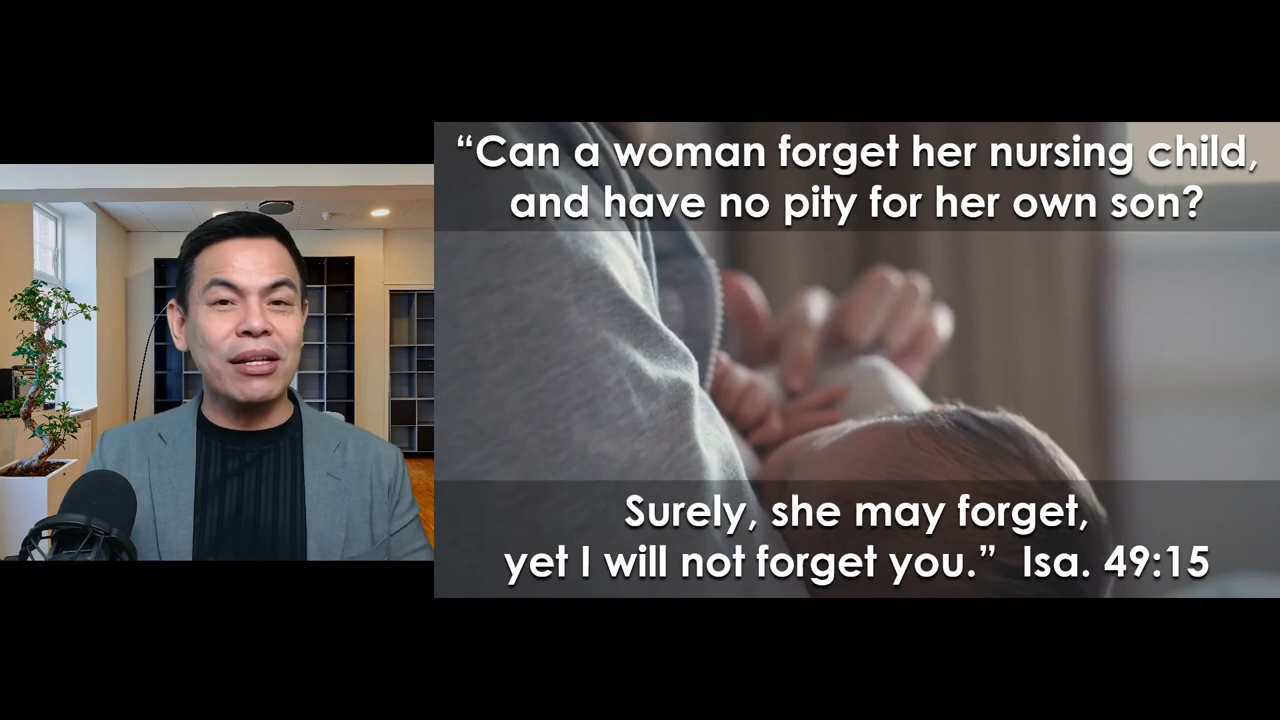 “Can a woman forget her nursing child,
and have no pity for her own son?
Surely, she may forget,
yet I will not forget you.”  Isa. 49:15